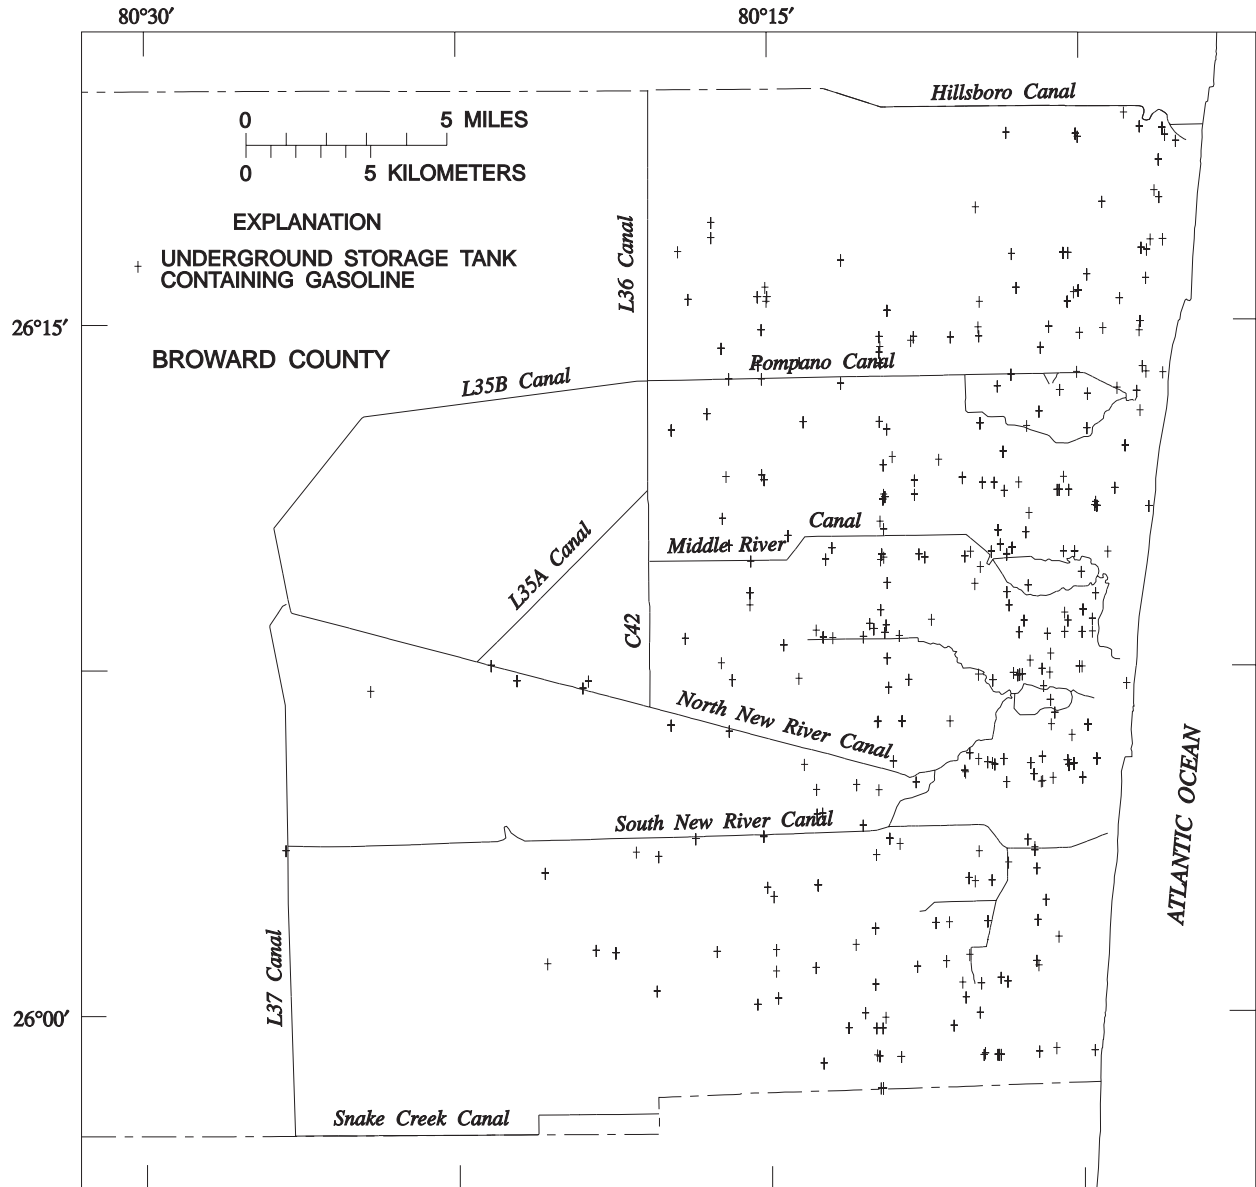 80°30′
80°15′
Hillsboro Canal
0 5 MILES
0 5 KILOMETERS
EXPLANATION
UNDERGROUND STORAGE TANK
CONTAINING GASOLINE
L36 Canal
26°15′
BROWARD COUNTY
Pompano Canal
L35B Canal
Canal
Middle River
L35A Canal
C42
North New River Canal
South New River Canal
ATLANTIC OCEAN
L37 Canal
26°00′
Snake Creek Canal